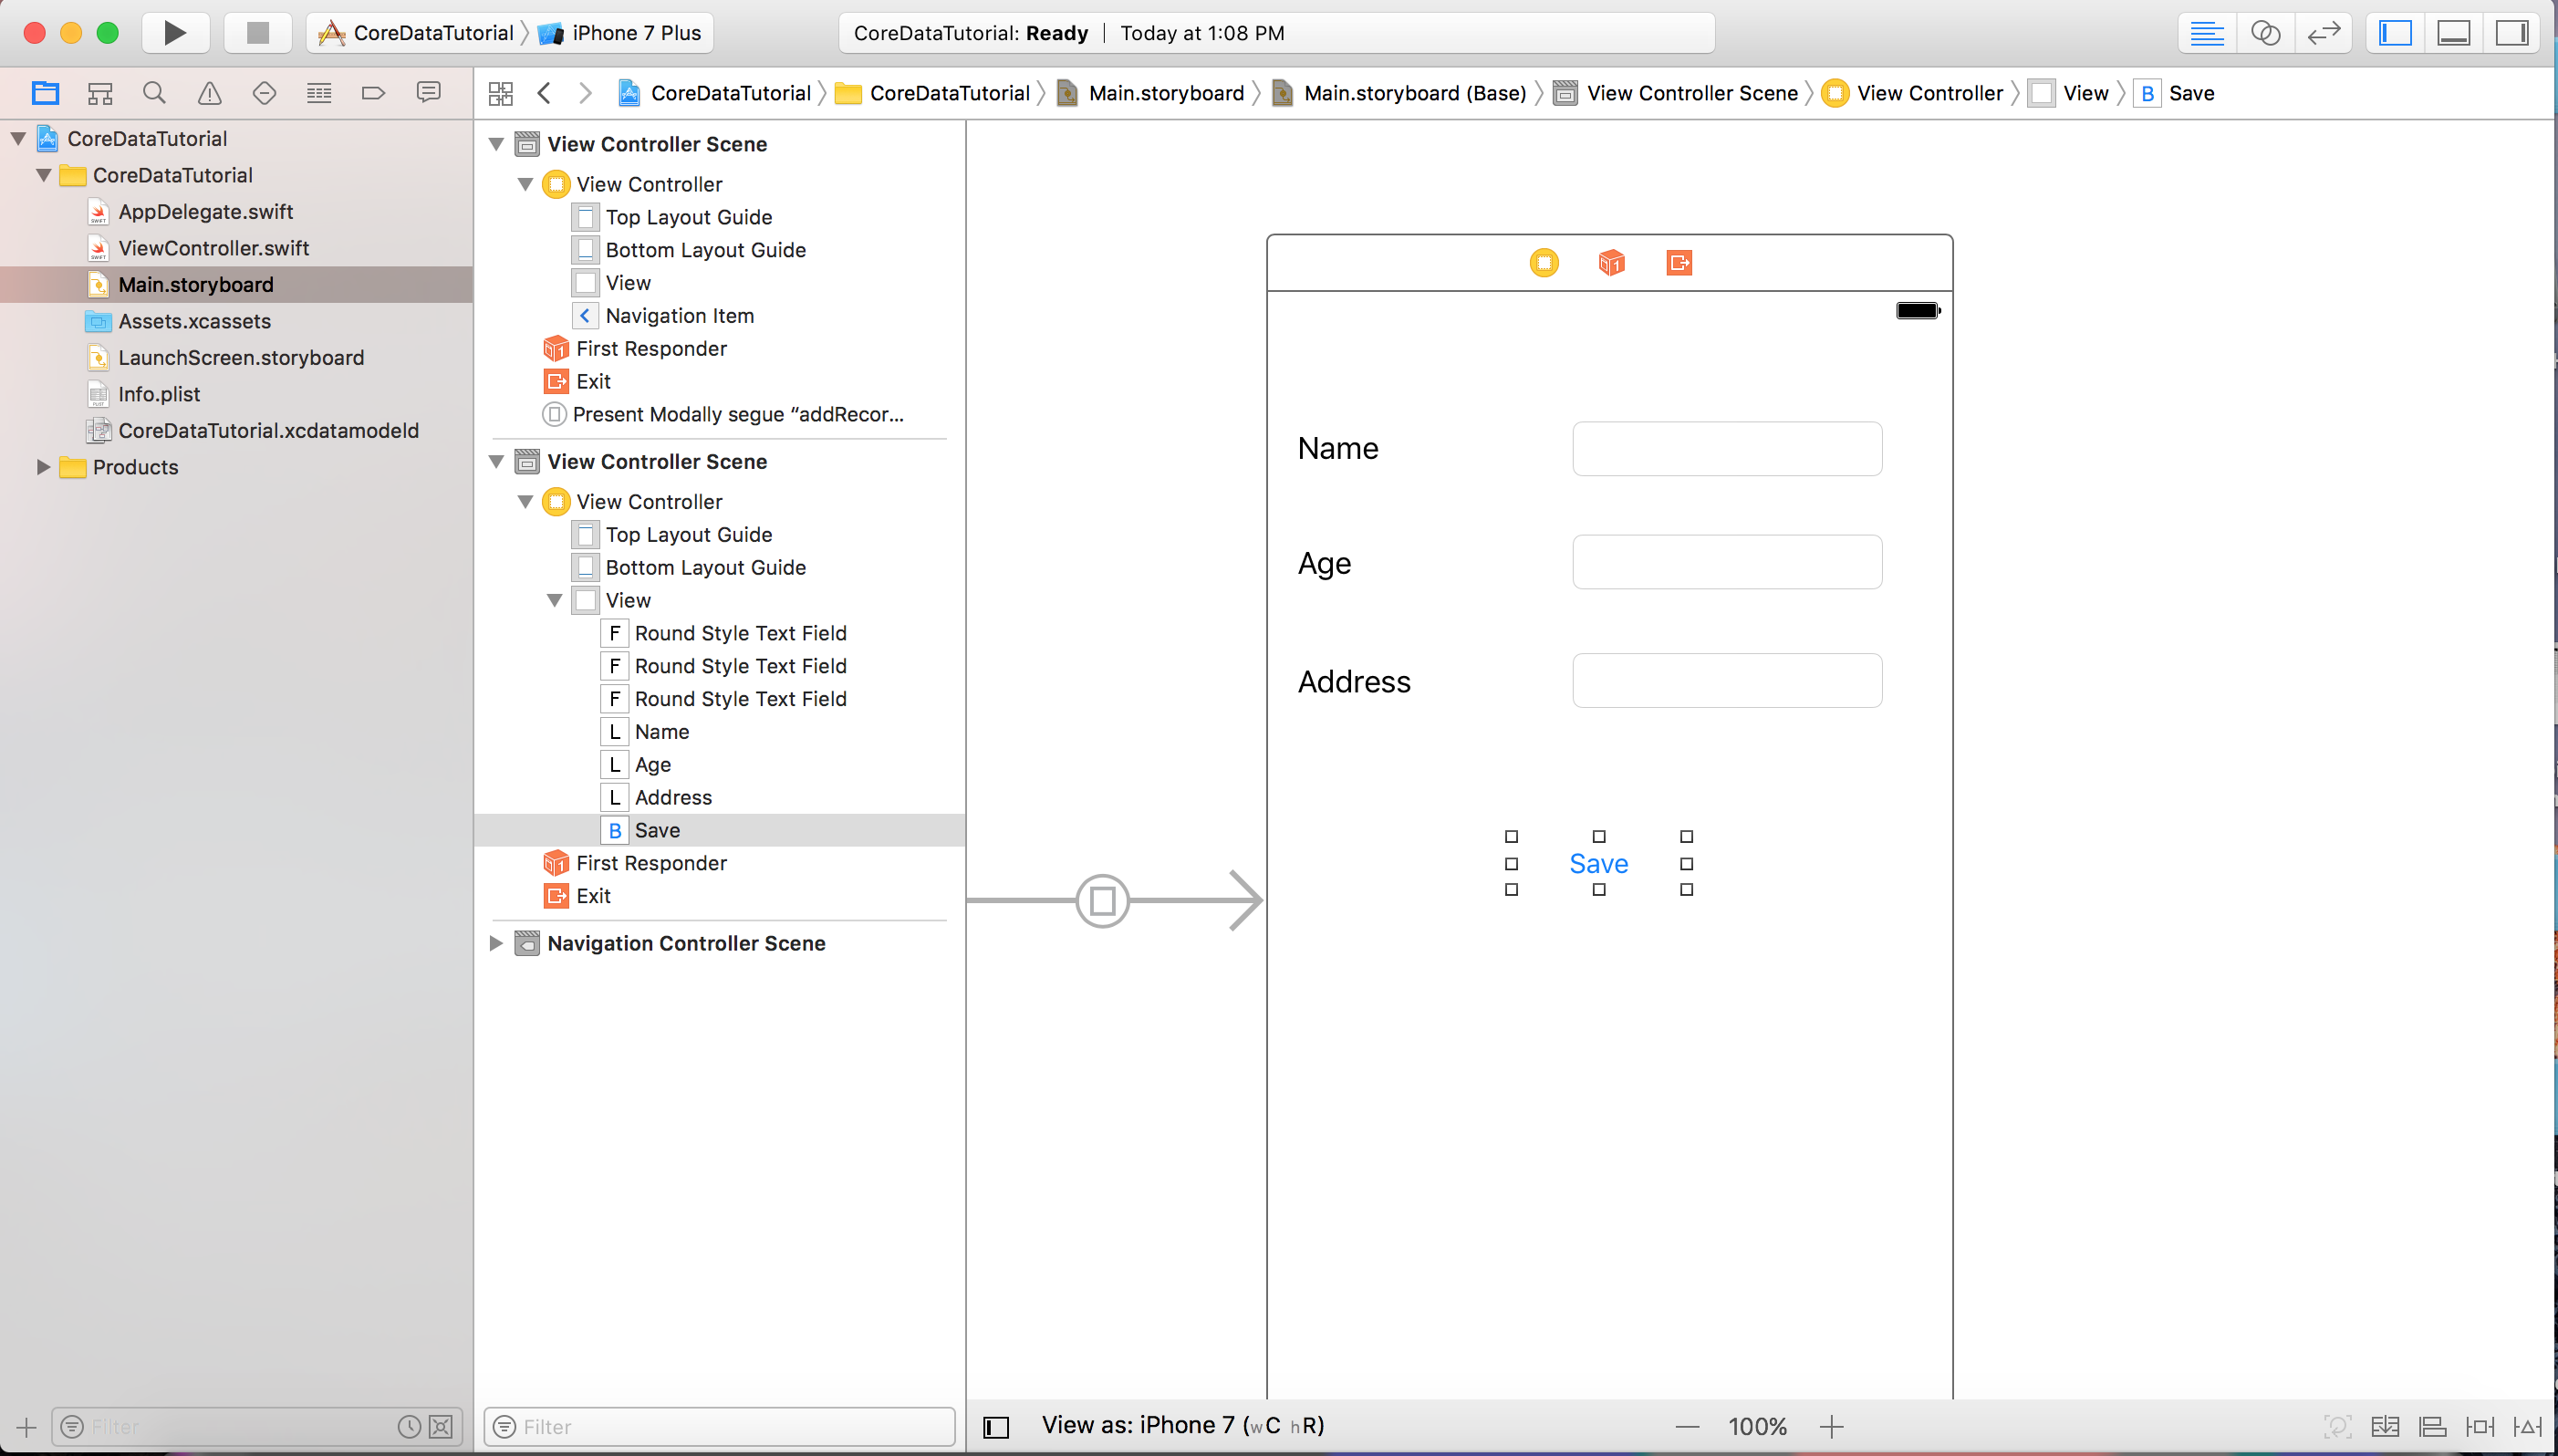 CoreDataTutorial iPhone 7 Plus
CoreDataTutorial: Ready | Today at 1:08 PM
CoreDataTutorial CoreDataTutorial Main.storyboard Main.storyboard (Base) View Controller Scene View Controller View B Save
CoreDataTutorial
CoreDataTutorial
AppDelegate.swift
ViewController.swift
Main.storyboard
Assets.xcassets
LaunchScreen.storyboard
Info.plist
CoreDataTutorial.xcdatamodeld
Products
Filter
View Controller Scene
View Controller
Top Layout Guide
Bottom Layout Guide
View
Navigation Item
First Responder
Exit
Present Modally segue “addRecor...
View Controller Scene
View Controller
Top Layout Guide
Bottom Layout Guide
View
F Round Style Text Field
F Round Style Text Field
F Round Style Text Field
L Name
L Age
L Address
B Save
First Responder
Exit
Navigation Controller Scene
Filter
Name
Age
Address
Save
View as: iPhone 7 (wC hR)
100%